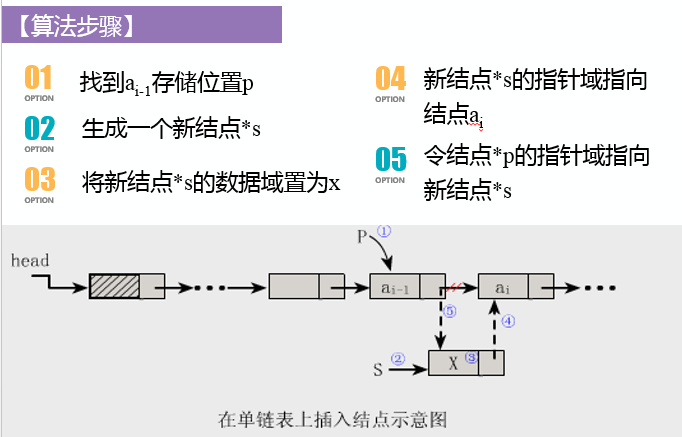 【算法步骤】
01
OPTION
找到ai-1存储位置p
02
OPTION
生成一个新结点*s
03
OPTION
将新结点*s的数据域置为x
04
OPTION
新结点*s的指针域指向
结点ai
05
OPTION
令结点*p的指针域指向
新结点*s
P ①
head
ai-1
ai
⑤
④
S ②
X ③
在单链表上插入结点示意图